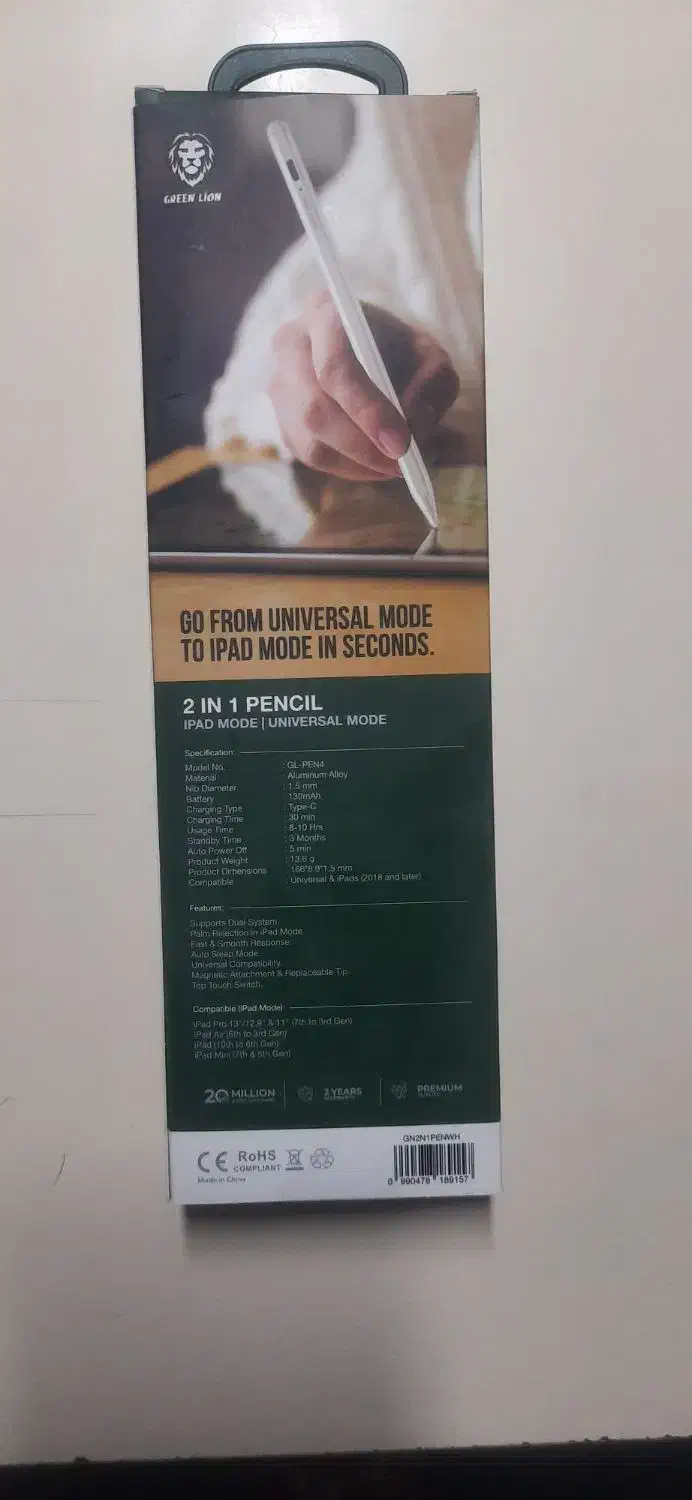 GREEN LION
GO FROM UNIVERSAL MODE
TO IPAD MODE IN SECONDS.
2 IN 1 PENCIL
IPAD MODE | UNIVERSAL MODE
Specification:
Model No. : GL-PEN4
Material : Aluminum Alloy
Nib Diameter : 1.5 mm
Battery : 130mAh
Charging Type : Type-C
Charging Time : 30 min
Usage Time : 8-10 Hrs
Standby Time : 3 Months
Auto Power Off : 5 min
Product Weight : 13.6 g
Product Dimensions : 166*8.9*1.5 mm
Compatible : Universal & iPads (2018 and later)
Features:
Supports Dual System.
Palm Rejection in iPad Mode.
Fast & Smooth Response.
Auto Sleep Mode.
Universal Compatibility.
Magnetic Attachment & Replaceable Tip.
Top Touch Switch.
Compatible (iPad Mode):
iPad Pro 13"/12.9" & 11" (7th to 3rd Gen)
iPad Air (6th to 3rd Gen)
iPad (10th to 6th Gen)
iPad Mini (7th & 5th Gen)
20 MILLION
2 YEARS
WARRANTY
PREMIUM
QUALITY
GN2N1PENWH
CE RoHS
COMPLIANT
Made in China
0 990478 189157